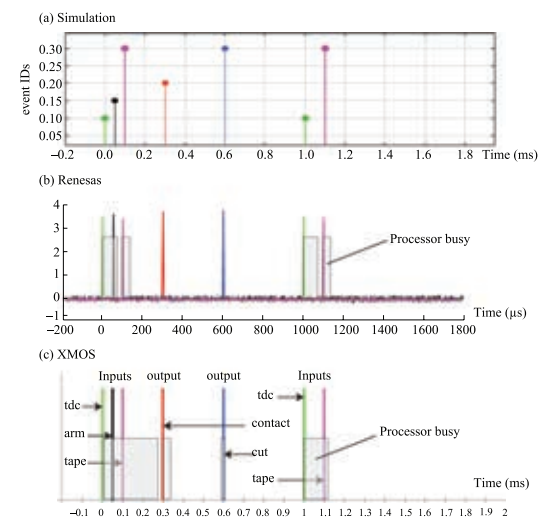 (a) Simulation
event IDs
0.30
0.25
0.20
0.15
0.10
0.05
−0.2 0.0 0.2 0.4 0.6 0.8 1.0 1.2 1.4 1.6 1.8 Time (ms)
(b) Renesas
4
3
2
1
0
−1
Processor busy
Time (µs)
−200 0 200 400 600 800 1000 1200 1400 1600 1800
(c) XMOS
Inputs output output Inputs
tdc
arm
tape
contact
cut
tdc
tape
Processor busy
Time (ms)
−0.1 0 0.1 0.2 0.3 0.4 0.5 0.6 0.7 0.8 0.9 1 1.1 1.2 1.3 1.4 1.5 1.6 1.7 1.8 1.9 2